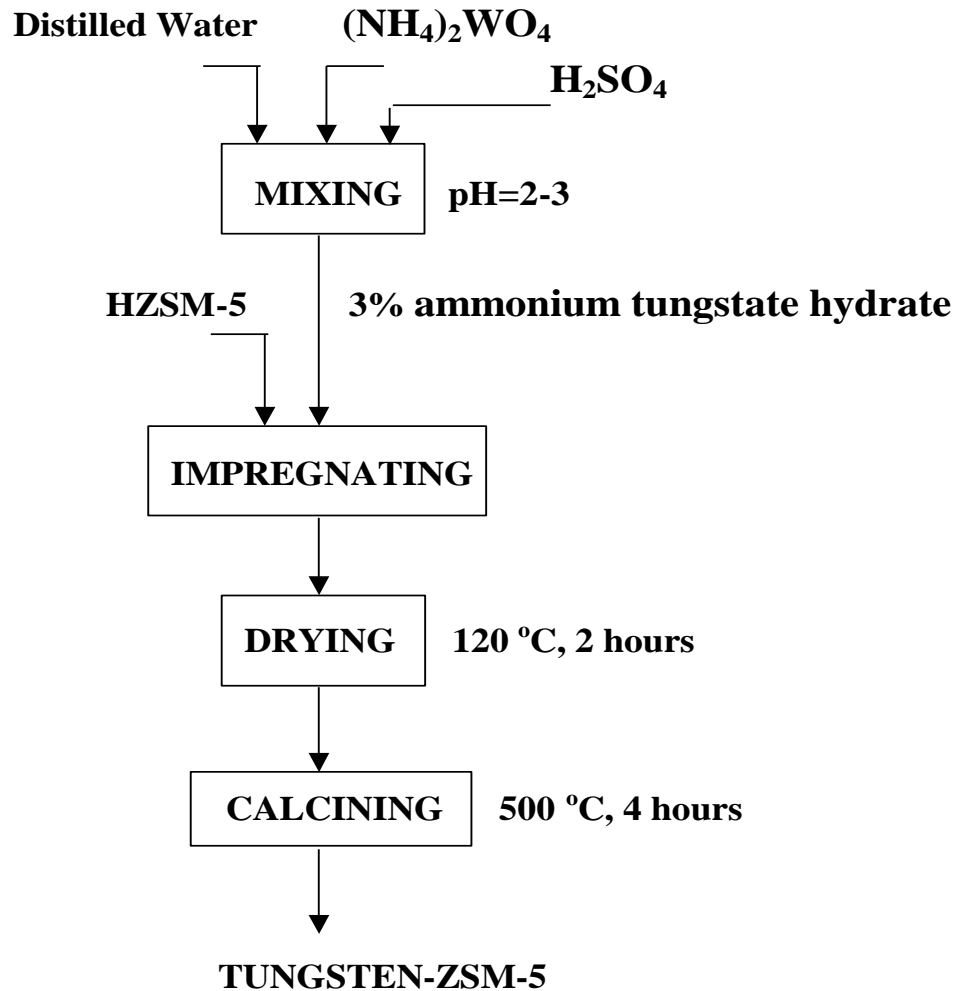 Distilled Water (NH₄)₂WO₄
H₂SO₄
MIXING pH=2-3
HZSM-5 3% ammonium tungstate hydrate
IMPREGNATING
DRYING 120 °C, 2 hours
CALCINING 500 °C, 4 hours
TUNGSTEN-ZSM-5